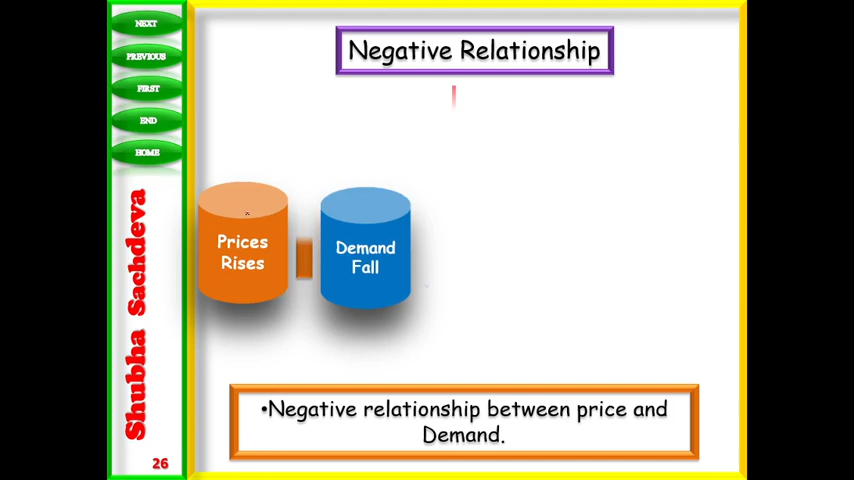 NEXT
PREVIOUS
FIRST
END
HOME
Shubha Sachdeva
26
Negative Relationship
Prices
Rises
Demand
Fall
•Negative relationship between price and
Demand.